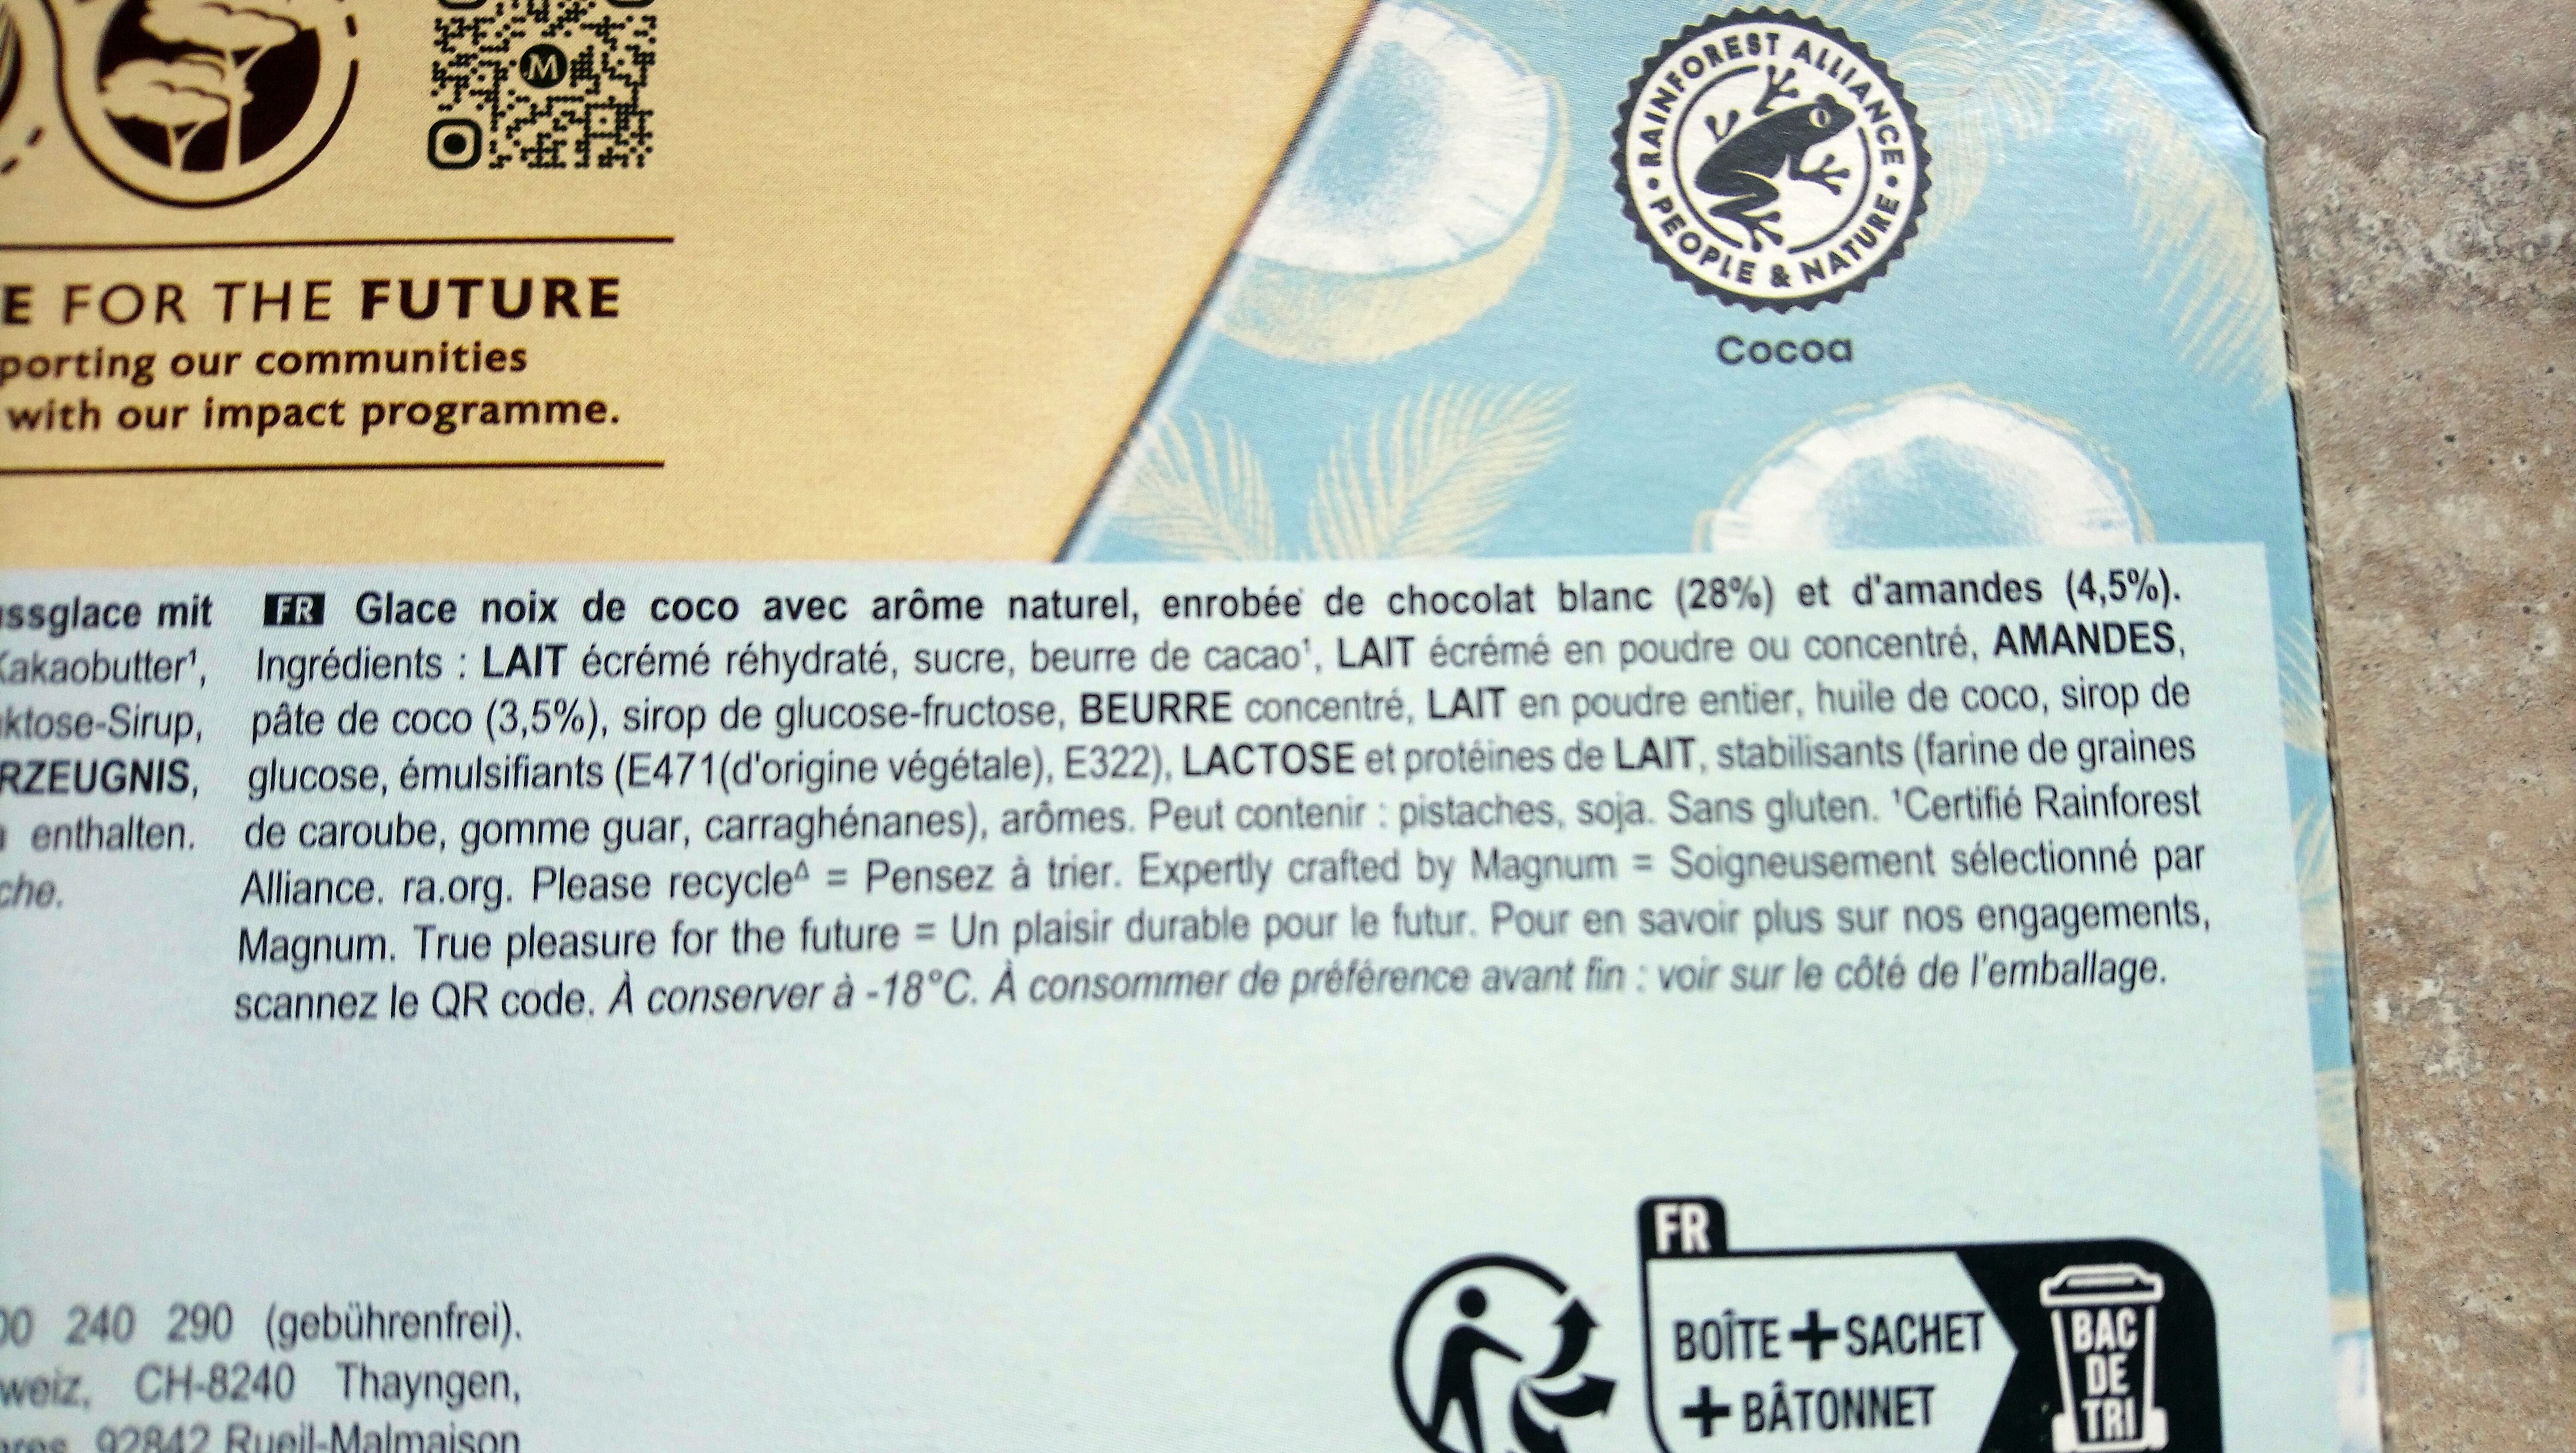 M
RAINFOREST ALLIANCE
PEOPLE & NATURE
Cocoa
E FOR THE FUTURE
porting our communities
with our impact programme.
ssglace mit
Kakaobutter¹,
ktose-Sirup,
RZEUGNIS,
enthalten.
che.
FR Glace noix de coco avec arôme naturel, enrobée de chocolat blanc (28%) et d'amandes (4,5%).
Ingrédients : LAIT écrémé réhydraté, sucre, beurre de cacao¹, LAIT écrémé en poudre ou concentré, AMANDES,
pâte de coco (3,5%), sirop de glucose-fructose, BEURRE concentré, LAIT en poudre entier, huile de coco, sirop de
glucose, émulsifiants (E471(d'origine végétale), E322), LACTOSE et protéines de LAIT, stabilisants (farine de graines
de caroube, gomme guar, carraghénanes), arômes. Peut contenir : pistaches, soja. Sans gluten. ¹Certifié Rainforest
Alliance. ra.org. Please recycleᐃ = Pensez à trier. Expertly crafted by Magnum = Soigneusement sélectionné par
Magnum. True pleasure for the future = Un plaisir durable pour le futur. Pour en savoir plus sur nos engagements,
scannez le QR code. À conserver à -18°C. À consommer de préférence avant fin : voir sur le côté de l'emballage.
00 240 290 (gebührenfrei).
weiz, CH-8240 Thayngen,
92842 Rueil-Malmaison
FR
BOÎTE + SACHET
+ BÂTONNET
BAC
DE
TRI